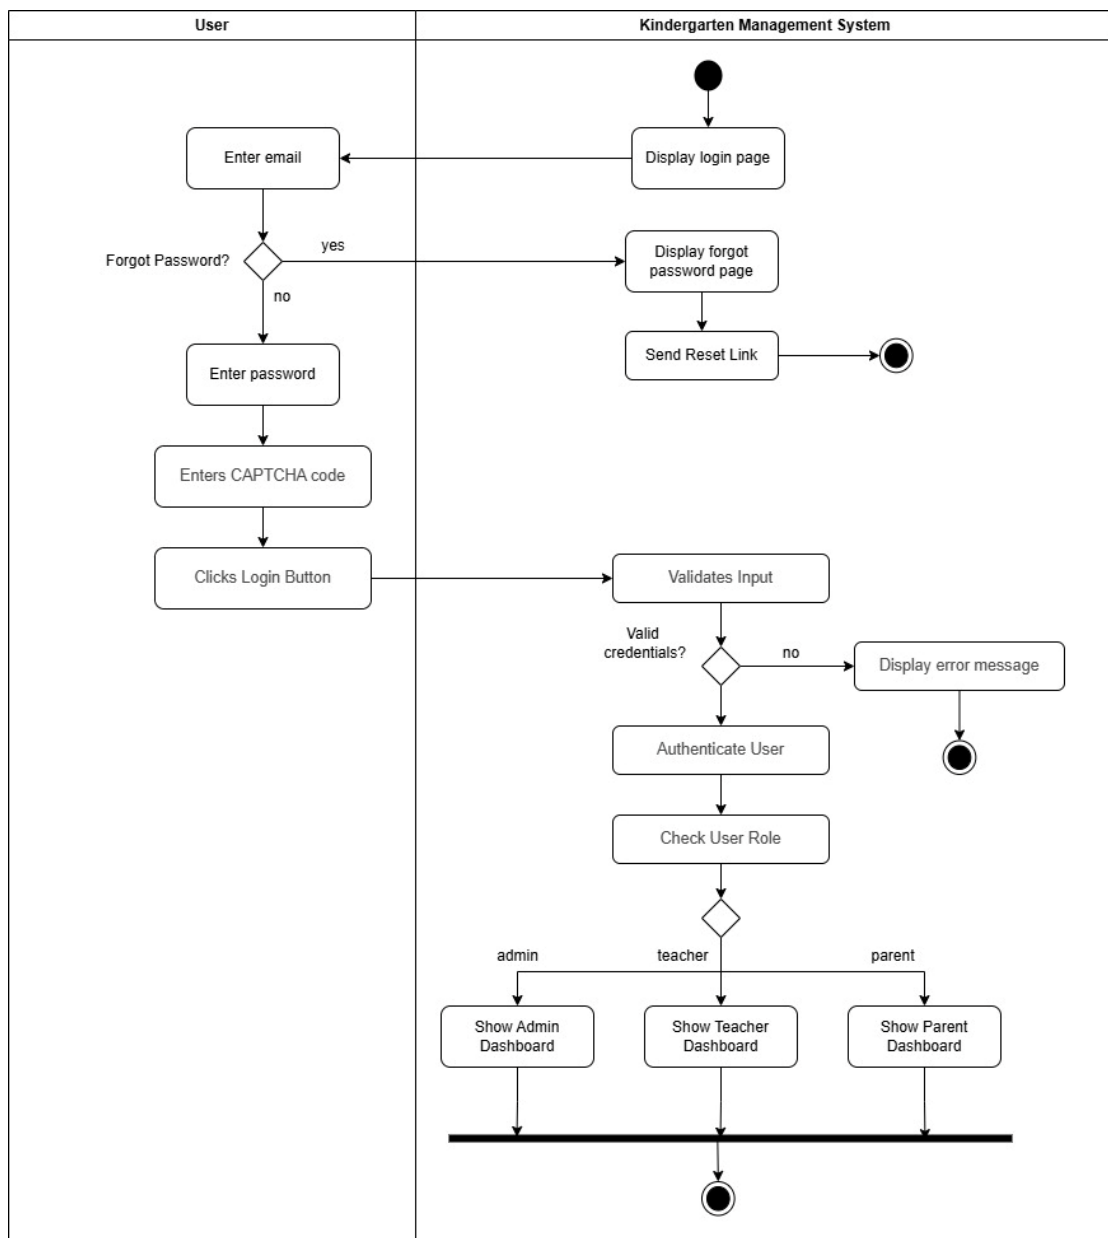 User
Kindergarten Management System
Enter email
Display login page
Forgot Password?
yes
Display forgot
password page
no
Send Reset Link
Enter password
Enters CAPTCHA code
Clicks Login Button
Validates Input
Valid
credentials?
no
Display error message
Authenticate User
Check User Role
admin
teacher
parent
Show Admin
Dashboard
Show Teacher
Dashboard
Show Parent
Dashboard